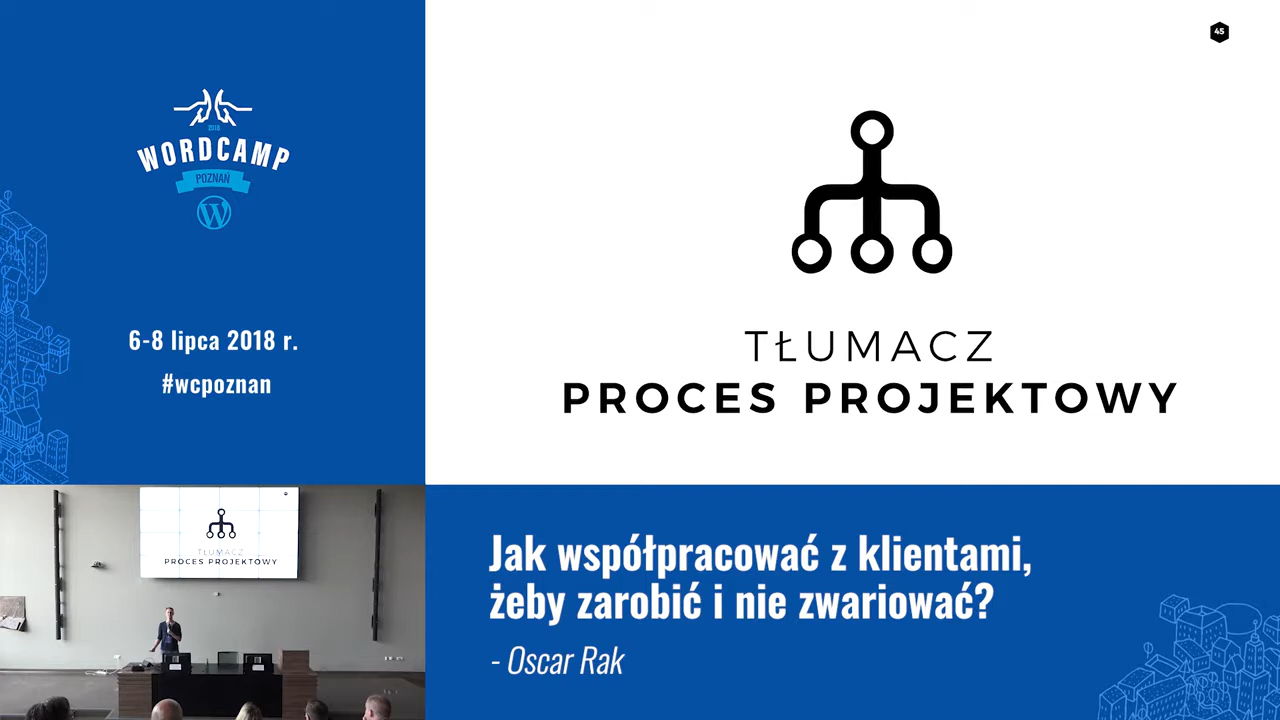 2018
WORDCAMP
POZNAŃ
W
6-8 lipca 2018 r.
#wcpoznan
45
TŁUMACZ
PROCES PROJEKTOWY
TŁUMACZ
PROCES PROJEKTOWY
Jak współpracować z klientami,
żeby zarobić i nie zwariować?
- Oscar Rak